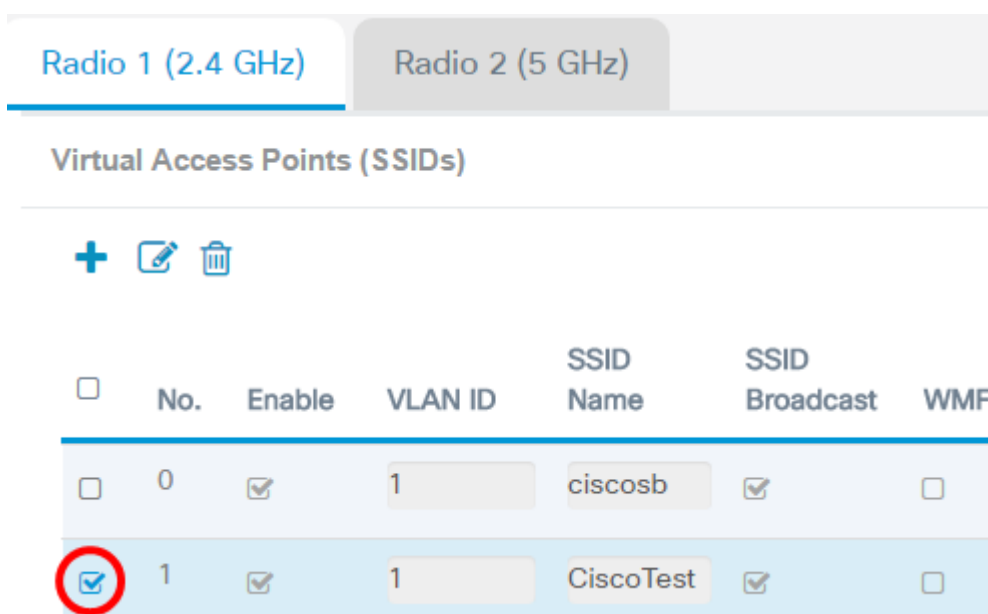 Radio 1 (2.4 GHz) Radio 2 (5 GHz)
Virtual Access Points (SSIDs)
SSID SSID
No. Enable VLAN ID Name Broadcast WMF
0 1 ciscosb
1 1 CiscoTest